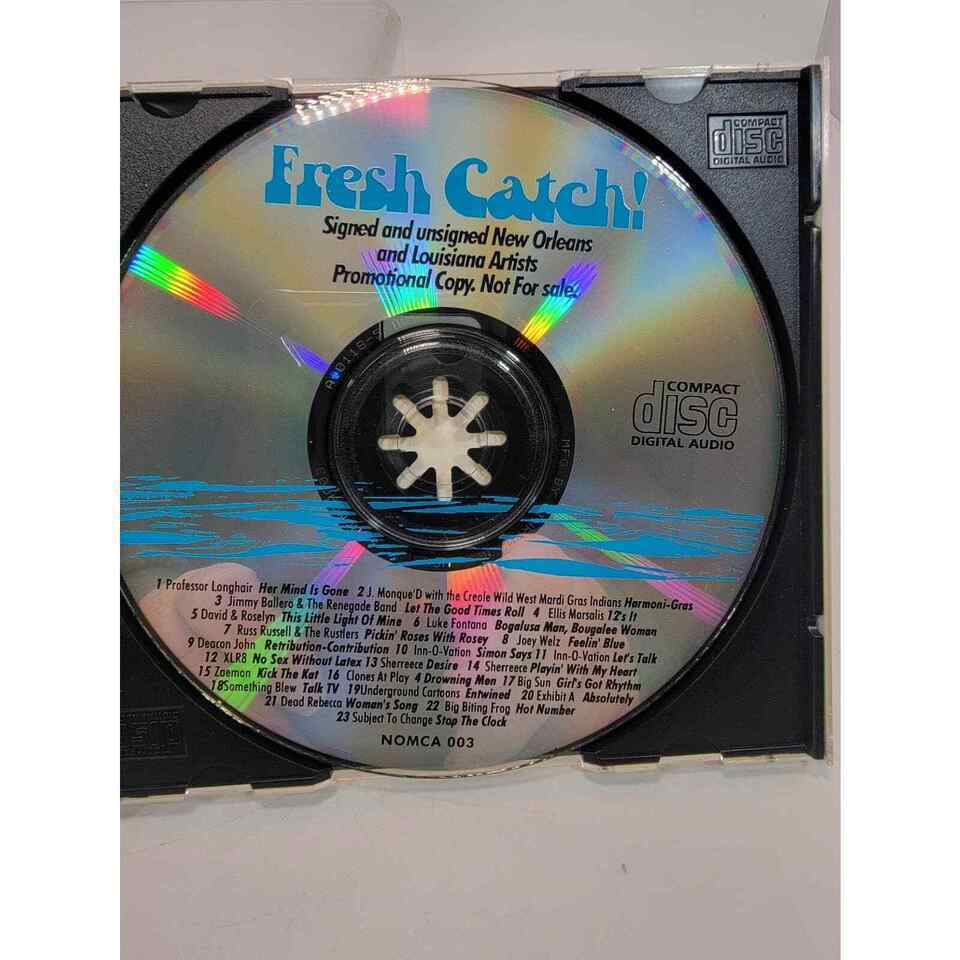 COMPACT
disc
DIGITAL AUDIO
Fresh Catch!
Signed and unsigned New Orleans
and Louisiana Artists
Promotional Copy. Not For sale.
COMPACT
disc
DIGITAL AUDIO
MFG BY
1 Professor Longhair Her Mind Is Gone 2 J. Monque'D with the Creole Wild West Mardi Gras Indians Harmoni-Gras
3 Jimmy Ballero & The Renegade Band Let The Good Times Roll 4 Ellis Marsalis 12's It
5 David & Roselyn This Little Light Of Mine 6 Luke Fontana Bogalusa Man, Bougalee Woman
7 Russ Russell & The Rustlers Pickin' Roses With Rosey 8 Joey Welz Feelin' Blue
9 Deacon John Retribution-Contribution 10 Inn-O-Vation Simon Says 11 Inn-O-Vation Let's Talk
12 XLR8 No Sex Without Latex 13 Sherreece Desire 14 Sherreece Playin' With My Heart
15 Zaemon Kick The Kat 16 Clones At Play 4 Drowning Men 17 Big Sun Girl's Got Rhythm
18Something Blew Talk TV 19Underground Cartoons Entwined 20 Exhibit A Absolutely
21 Dead Rebecca Woman's Song 22 Big Biting Frog Hot Number
23 Subject To Change Stop The Clock
NOMCA 003